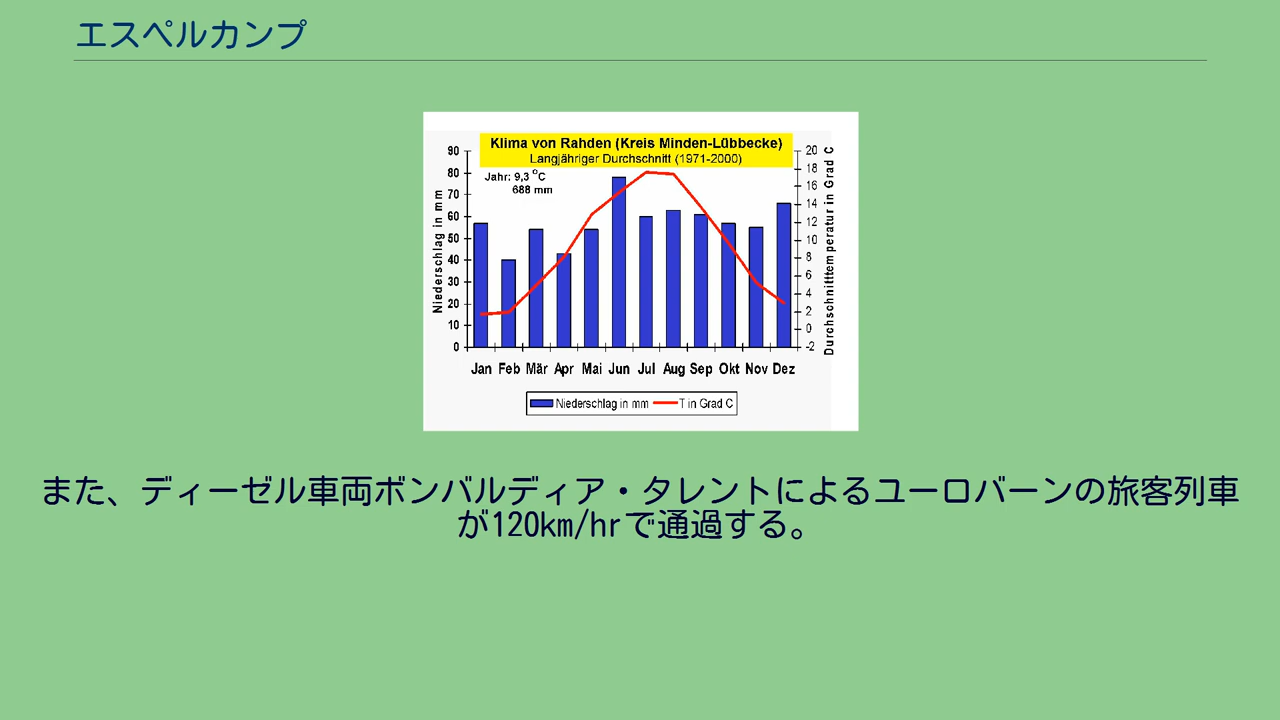 エスペルカンプ
Klima von Rahden (Kreis Minden-Lübbecke)
Langjähriger Durchschnitt (1971-2000)
Jahr: 9,3 °C
688 mm
90
80
70
60
50
40
30
20
10
0
Niederschlag in mm
20
18
16
14
12
10
8
6
4
2
0
-2
Durchschnitttemperatur in Grad C
Jan Feb Mär Apr Mai Jun Jul Aug Sep Okt Nov Dez
Niederschlag in mm T in Grad C
また、ディーゼル車両ボンバルディア・タレントによるユーロバーンの旅客列車
が120km/hrで通過する。